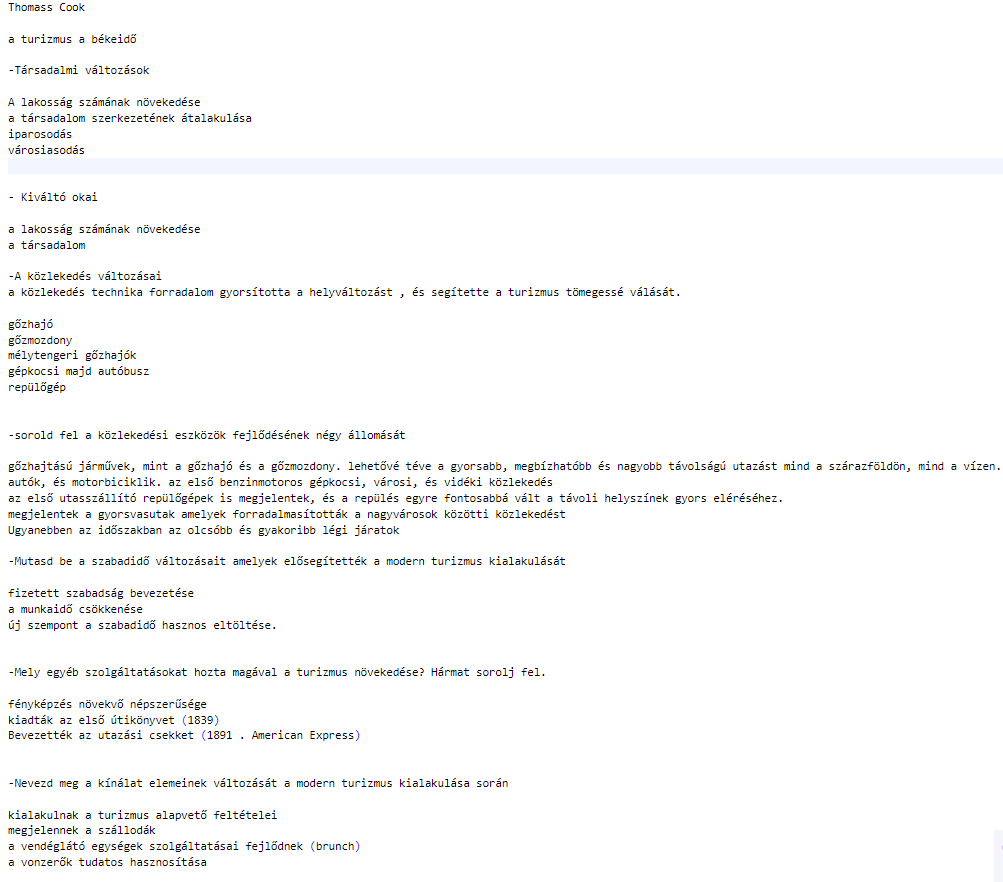 Thomass Cook
a turizmus a békeidő
-Társadalmi változások
A lakosság számának növekedése
a társadalom szerkezetének átalakulása
iparosodás
városiasodás
- Kiváltó okai
a lakosság számának növekedése
a társadalom
-A közlekedés változásai
a közlekedés technika forradalom gyorsította a helyváltozást , és segítette a turizmus tömegessé válását.
gőzhajó
gőzmozdony
mélytengeri gőzhajók
gépkocsi majd autóbusz
repülőgép
-sorold fel a közlekedési eszközök fejlődésének négy állomását
gőzhajtású járművek, mint a gőzhajó és a gőzmozdony. lehetővé téve a gyorsabb, megbízhatóbb és nagyobb távolságú utazást mind a szárazföldön, mind a vízen.
autók, és motorbiciklik. az első benzinmotoros gépkocsi, városi, és vidéki közlekedés
az első utasszállító repülőgépek is megjelentek, és a repülés egyre fontosabbá vált a távoli helyszínek gyors eléréséhez.
megjelentek a gyorsvasutak amelyek forradalmasították a nagyvárosok közötti közlekedést
Ugyanebben az időszakban az olcsóbb és gyakoribb légi járatok
-Mutasd be a szabadidő változásait amelyek elősegítették a modern turizmus kialakulását
fizetett szabadság bevezetése
a munkaidő csökkenése
új szempont a szabadidő hasznos eltöltése.
-Mely egyéb szolgáltatásokat hozta magával a turizmus növekedése? Hármat sorolj fel.
fényképzés növekvő népszerűsége
kiadták az első útikönyvet (1839)
Bevezették az utazási csekket (1891 . American Express)
-Nevezd meg a kínálat elemeinek változását a modern turizmus kialakulása során
kialakulnak a turizmus alapvető feltételei
megjelennek a szállodák
a vendéglátó egységek szolgáltatásai fejlődnek (brunch)
a vonzerők tudatos hasznosítása